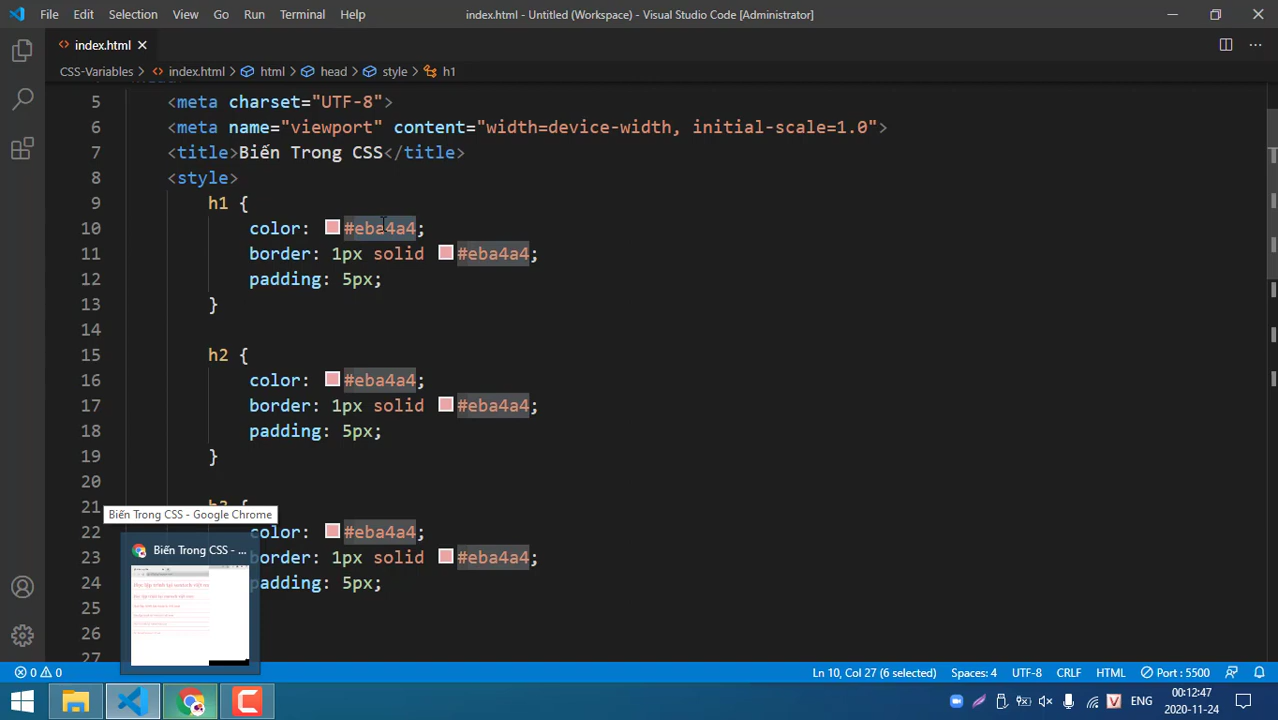 File Edit Selection View Go Run Terminal Help index.html - Untitled (Workspace) - Visual Studio Code [Administrator]
index.html
CSS-Variables > index.html > html > head > style > h1
5 <meta charset="UTF-8">
6 <meta name="viewport" content="width=device-width, initial-scale=1.0">
7 <title>Biến Trong CSS</title>
8 <style>
9 h1 {
10 color: #eba4a4;
11 border: 1px solid #eba4a4;
12 padding: 5px;
13 }
14
15 h2 {
16 color: #eba4a4;
17 border: 1px solid #eba4a4;
18 padding: 5px;
19 }
20
21
Biến Trong CSS - Google Chrome
22 color: #eba4a4;
Biến Trong CSS - ...
23 border: 1px solid #eba4a4;
24 padding: 5px;
25
26
27
0 0 Ln 10, Col 27 (6 selected) Spaces: 4 UTF-8 CRLF HTML Port : 5500
V ENG 00:12:47
2020-11-24